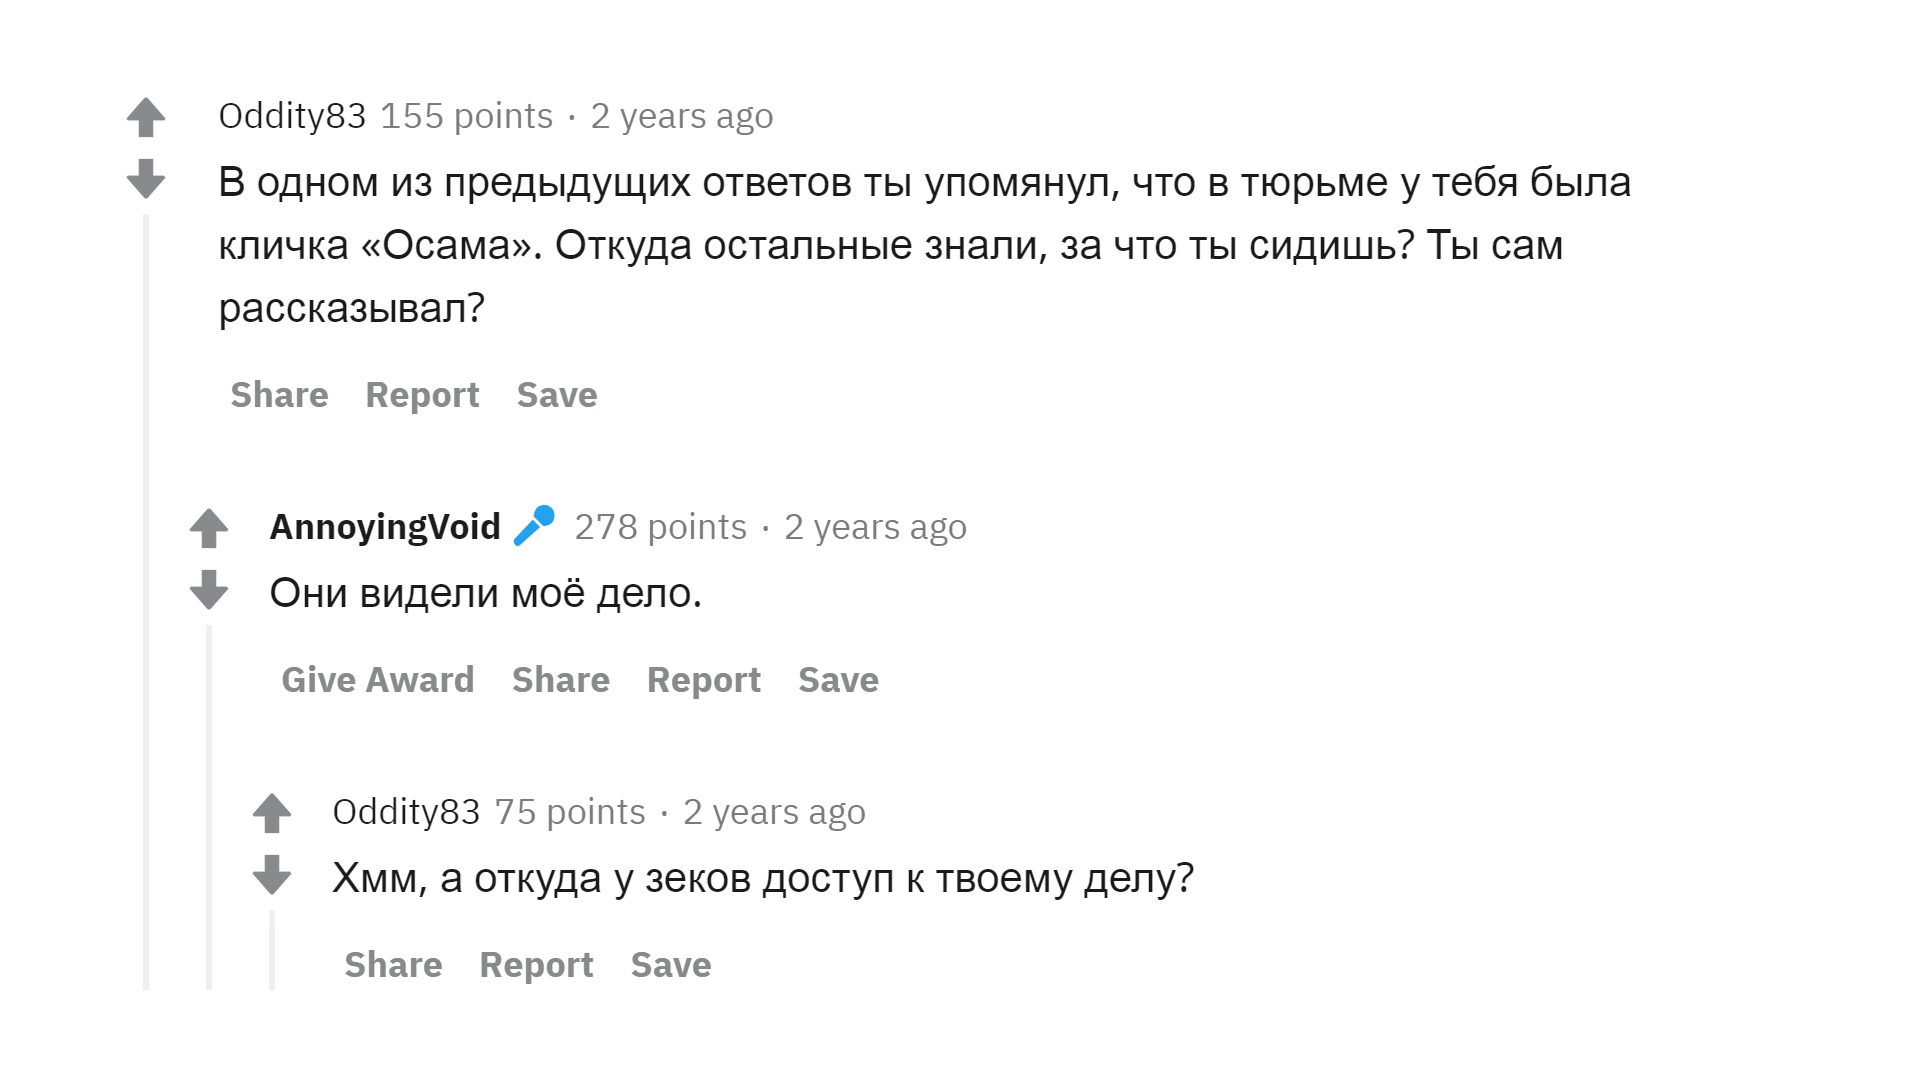 Oddity83 155 points · 2 years ago
В одном из предыдущих ответов ты упомянул, что в тюрьме у тебя была
кличка «Осама». Откуда остальные знали, за что ты сидишь? Ты сам
рассказывал?
Share Report Save
AnnoyingVoid 278 points · 2 years ago
Они видели моё дело.
Give Award Share Report Save
Oddity83 75 points · 2 years ago
Хмм, а откуда у зеков доступ к твоему делу?
Share Report Save